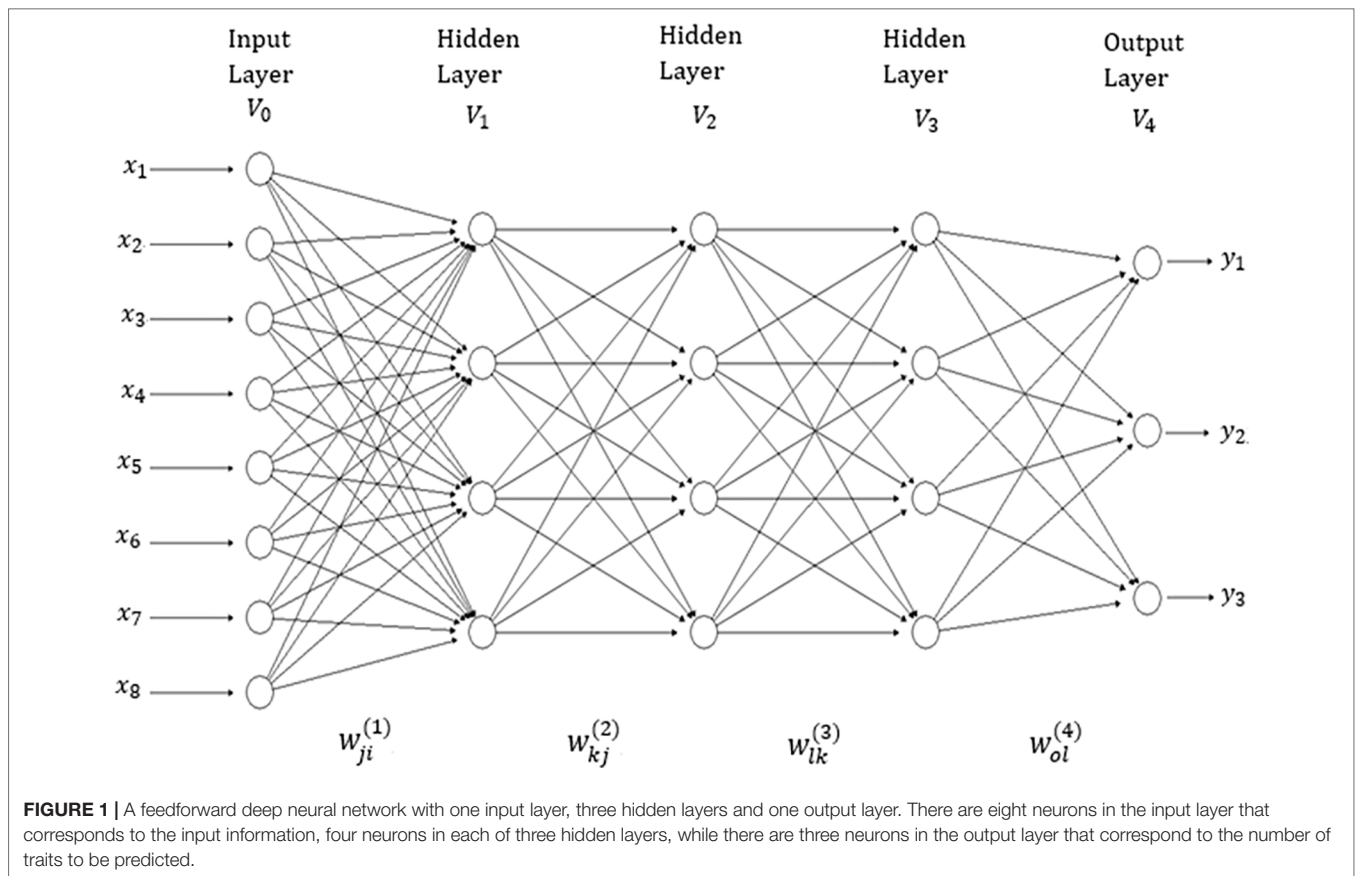 Input
Layer
V₀
Hidden
Layer
V₁
Hidden
Layer
V₂
Hidden
Layer
V₃
Output
Layer
V₄
x₁
x₂
x₃
x₄
x₅
x₆
x₇
x₈
y₁
y₂
y₃
w_{ji}^{(1)}
w_{kj}^{(2)}
w_{lk}^{(3)}
w_{ol}^{(4)}
FIGURE 1 | A feedforward deep neural network with one input layer, three hidden layers and one output layer. There are eight neurons in the input layer that
corresponds to the input information, four neurons in each of three hidden layers, while there are three neurons in the output layer that correspond to the number of
traits to be predicted.